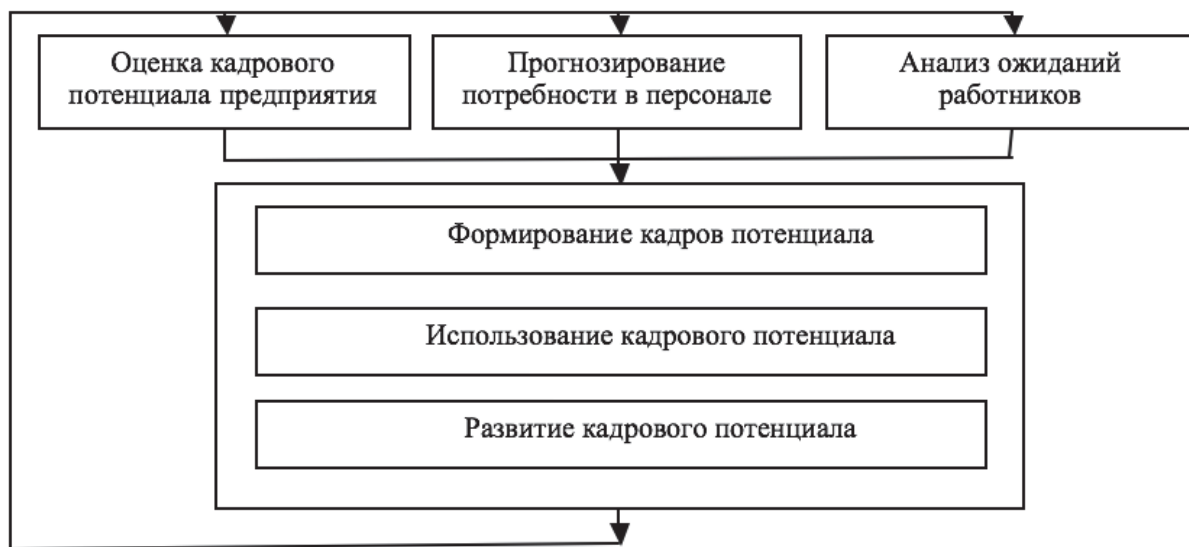 Оценка кадрового
потенциала предприятия
Прогнозирование
потребности в персонале
Анализ ожиданий
работников
Формирование кадров потенциала
Использование кадрового потенциала
Развитие кадрового потенциала